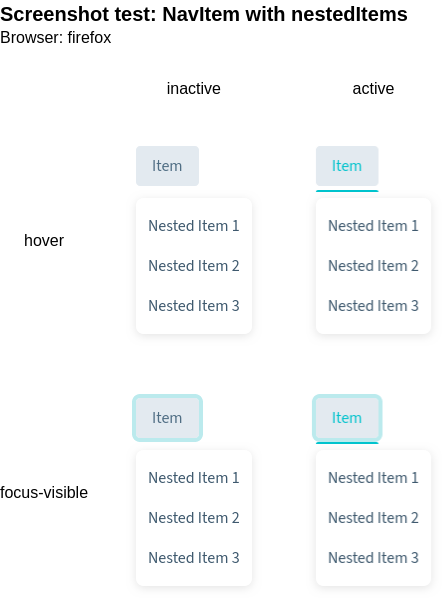 Screenshot test: NavItem with nestedItems
Browser: firefox
inactive active
Item Item
hover
Nested Item 1 Nested Item 1
Nested Item 2 Nested Item 2
Nested Item 3 Nested Item 3
Item Item
focus-visible
Nested Item 1 Nested Item 1
Nested Item 2 Nested Item 2
Nested Item 3 Nested Item 3